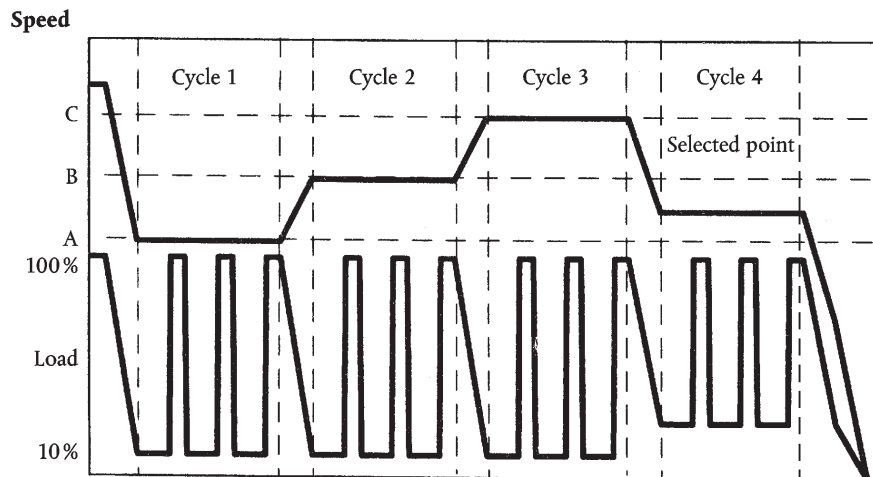 Speed
Cycle 1 Cycle 2 Cycle 3 Cycle 4
C
Selected point
B
A
100%
Load
10%